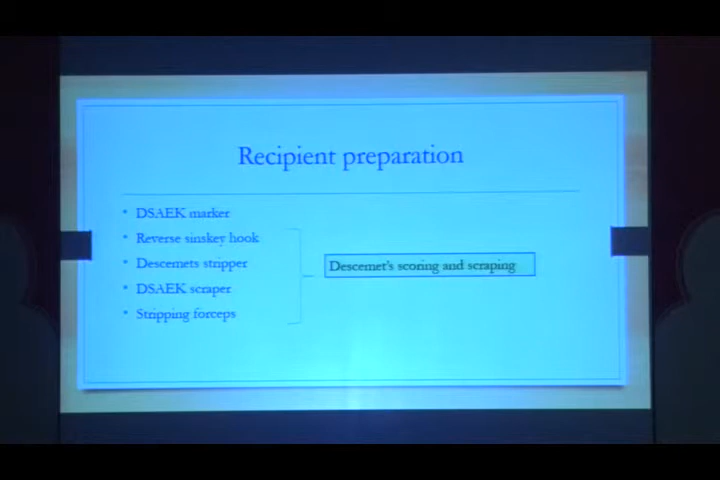 Recipient preparation
• DSAEK marker
• Reverse sinskey hook
• Descemets stripper
• DSAEK scraper
• Stripping forceps
Descemet's scoring and scraping